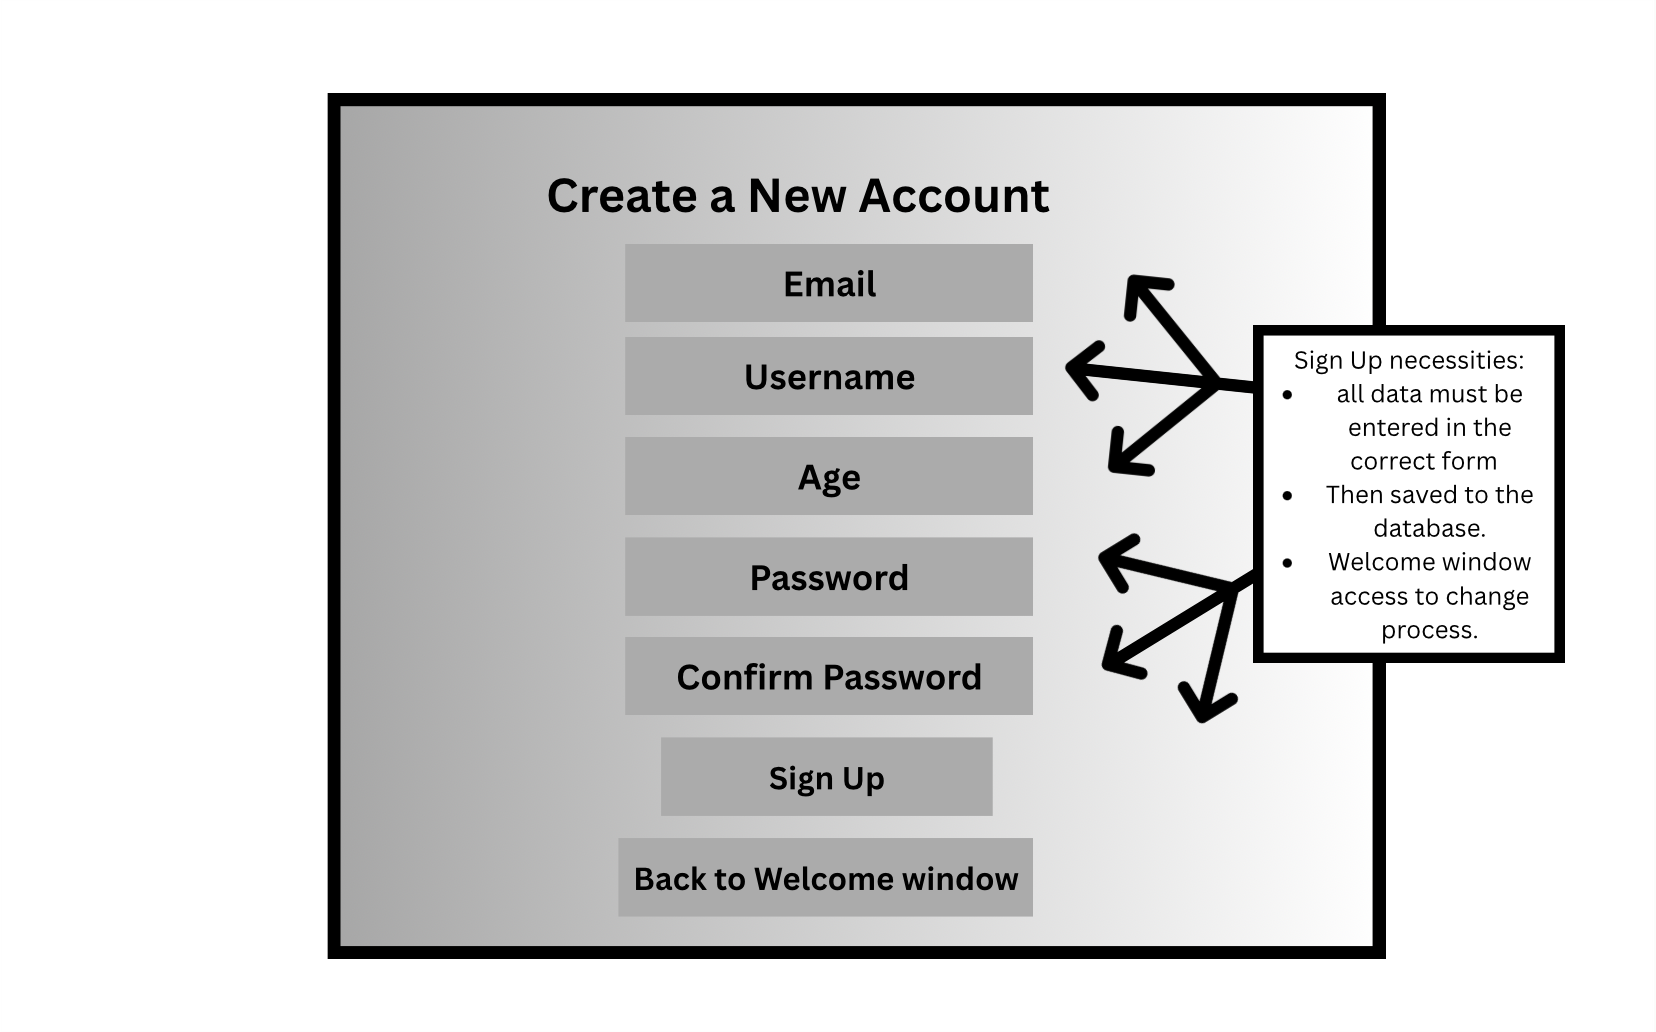 Create a New Account
Email
Username
Age
Password
Confirm Password
Sign Up
Back to Welcome window
Sign Up necessities:
• all data must be
entered in the
correct form
• Then saved to the
database.
• Welcome window
access to change
process.